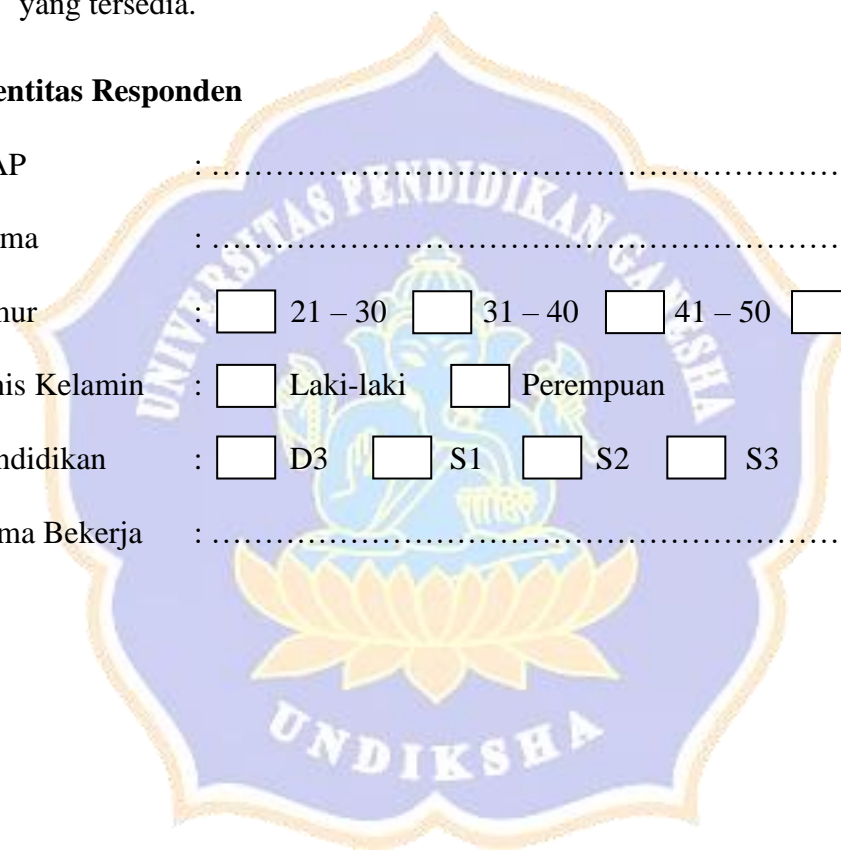 yang tersedia.
entitas Responden
AP : ……………………………………………………………
ma : ……………………………………………………………
nur : 21 – 30 31 – 40 41 – 50
nis Kelamin : Laki-laki Perempuan
ndidikan : D3 S1 S2 S3
ma Bekerja : ……………………………………………………………
UNIVERSITAS PENDIDIKAN GANESHA
UNDIKSHA